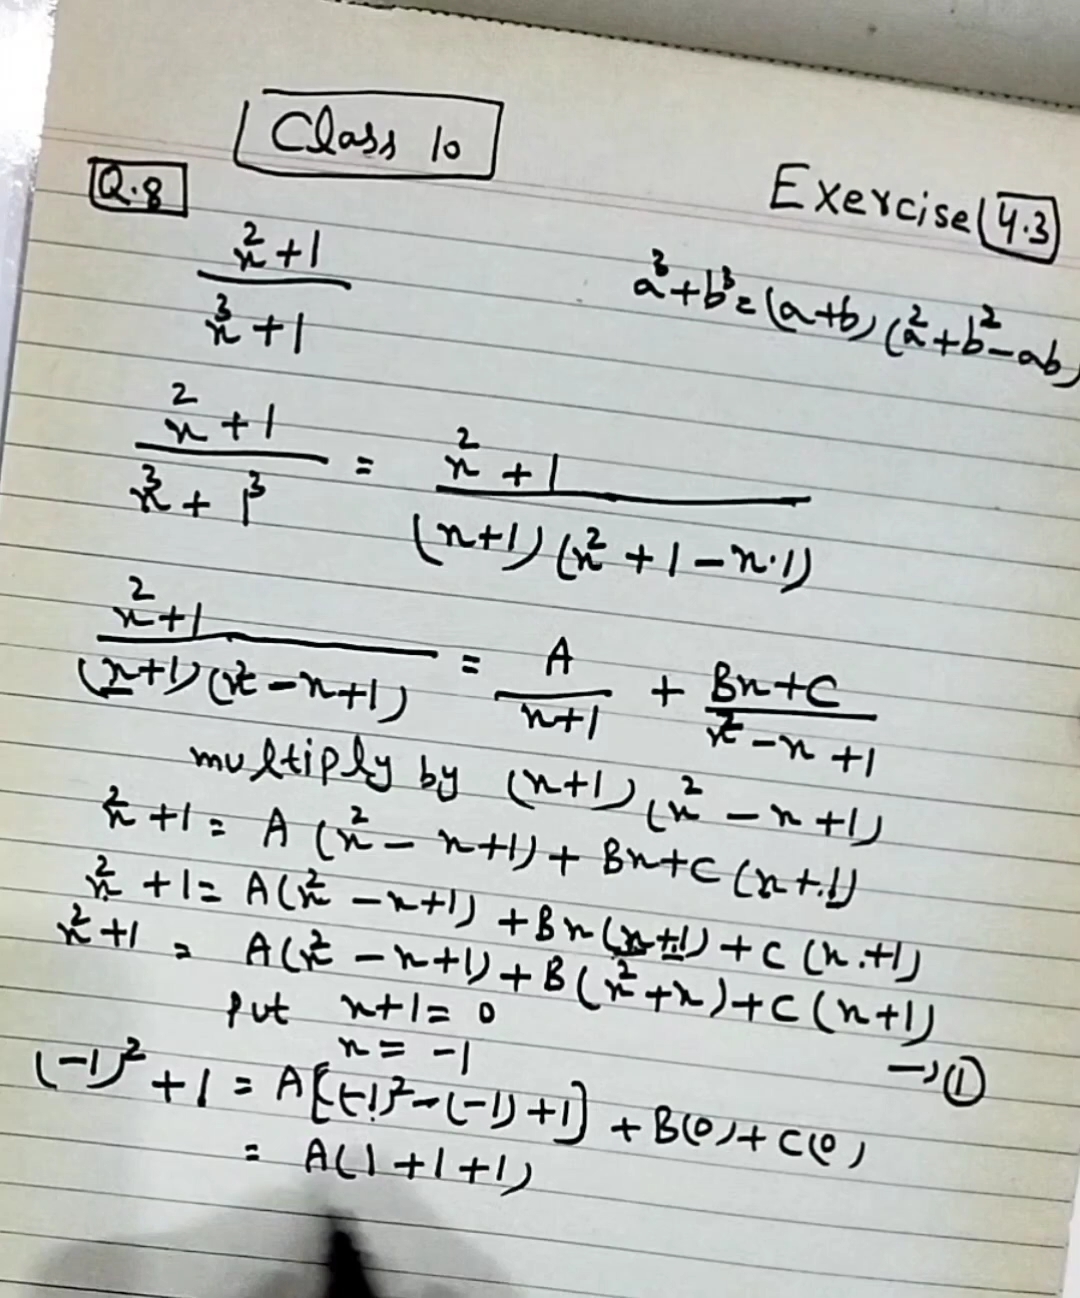 Class 10
Q.8
Exercise 4.3
x²+1 / x³+1
a³+b³=(a+b)(a²+b²-ab)
x²+1 / x³+1³ = x²+1 / (x+1)(x²+1-x·1)
x²+1 / (x+1)(x²-x+1) = A / x+1 + Bx+C / x²-x+1
multiply by (x+1)(x²-x+1)
x²+1 = A(x²-x+1)+Bx+C(x+1)
x²+1 = A(x²-x+1)+Bx(x+1)+C(x+1)
x²+1 = A(x²-x+1)+B(x²+x)+C(x+1)
→①
put x+1=0
x=-1
(-1)²+1=A[(-1)²-(-1)+1]+B(0)+C(0)
= A(1+1+1)